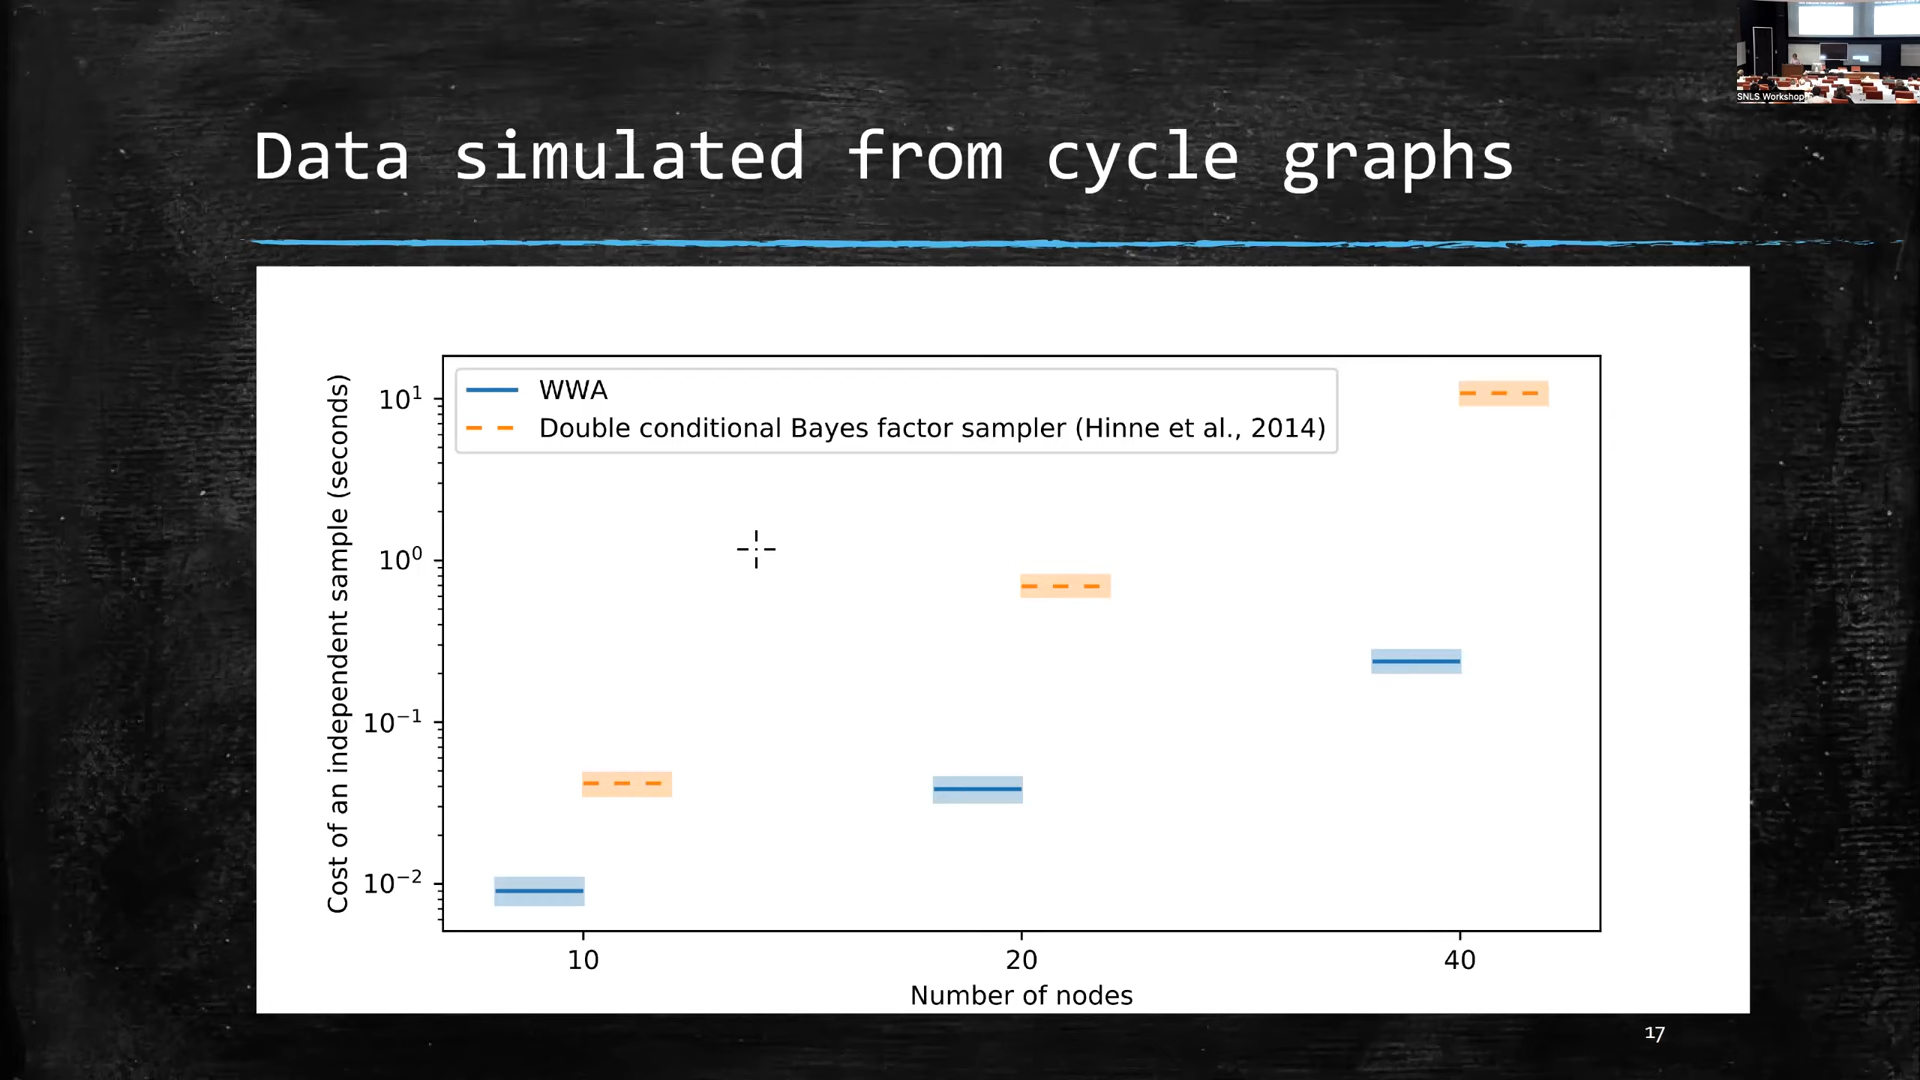 SNLS Workshop
Data simulated from cycle graphs
WWA
Double conditional Bayes factor sampler (Hinne et al., 2014)
Cost of an independent sample (seconds)
10¹
10⁰
10⁻¹
10⁻²
10 20 40
Number of nodes
17